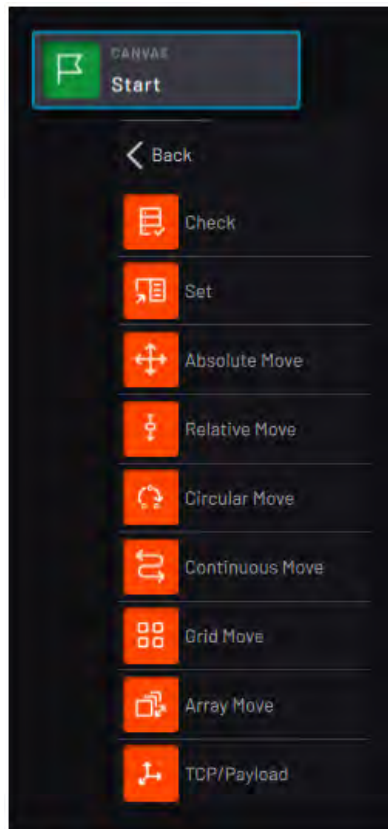 CANVAS
Start
Back
Check
Set
Absolute Move
Relative Move
Circular Move
Continuous Move
Grid Move
Array Move
TCP/Payload